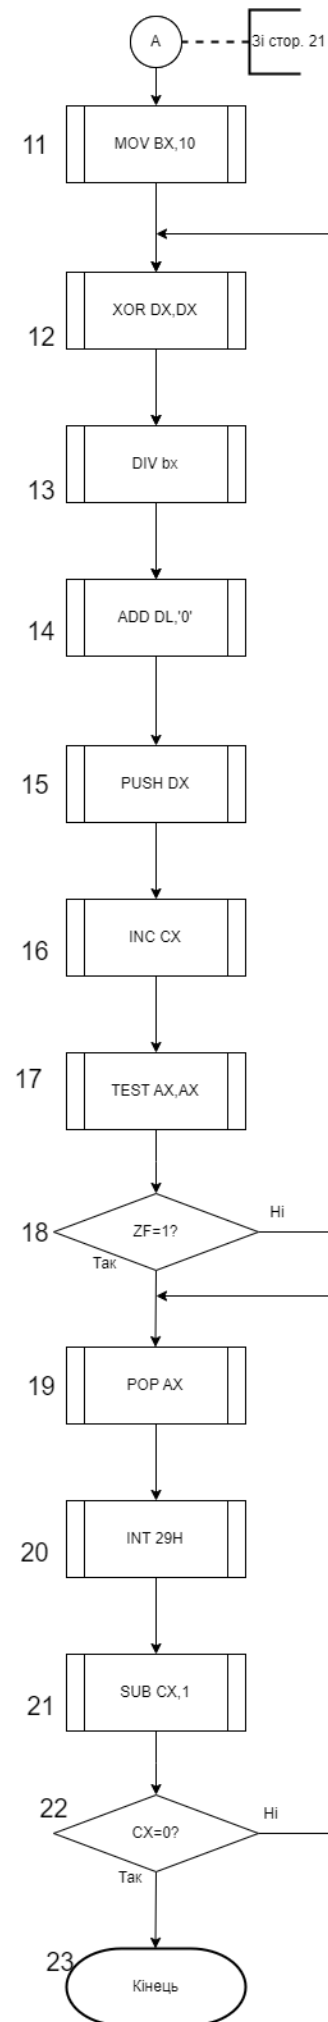 А
Зі стор. 21
11
MOV BX,10
12
XOR DX,DX
13
DIV bx
14
ADD DL,'0'
15
PUSH DX
16
INC CX
17
TEST AX,AX
18
ZF=1?
Ні
Так
19
POP AX
20
INT 29H
21
SUB CX,1
22
CX=0?
Ні
Так
23
Кінець